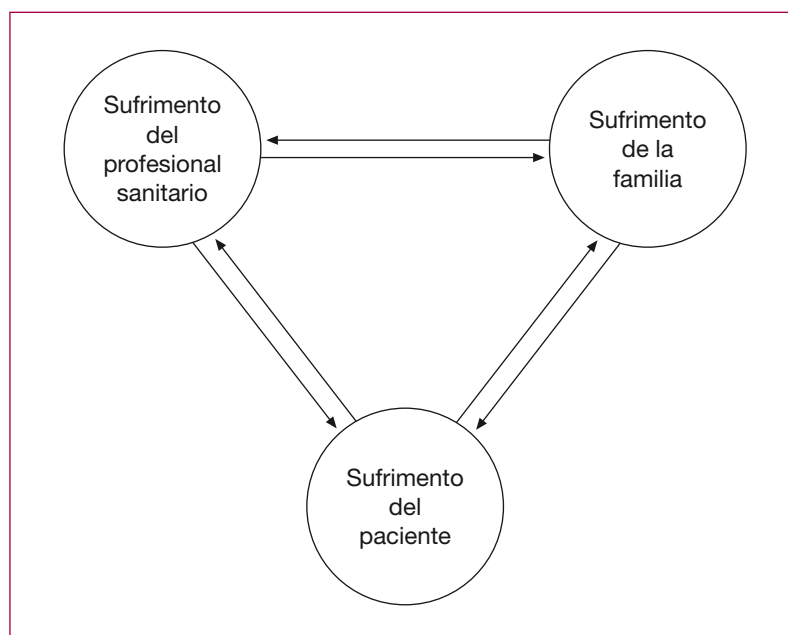 Sufrimento
del
profesional
sanitario
Sufrimento
de la
familia
Sufrimento
del
paciente